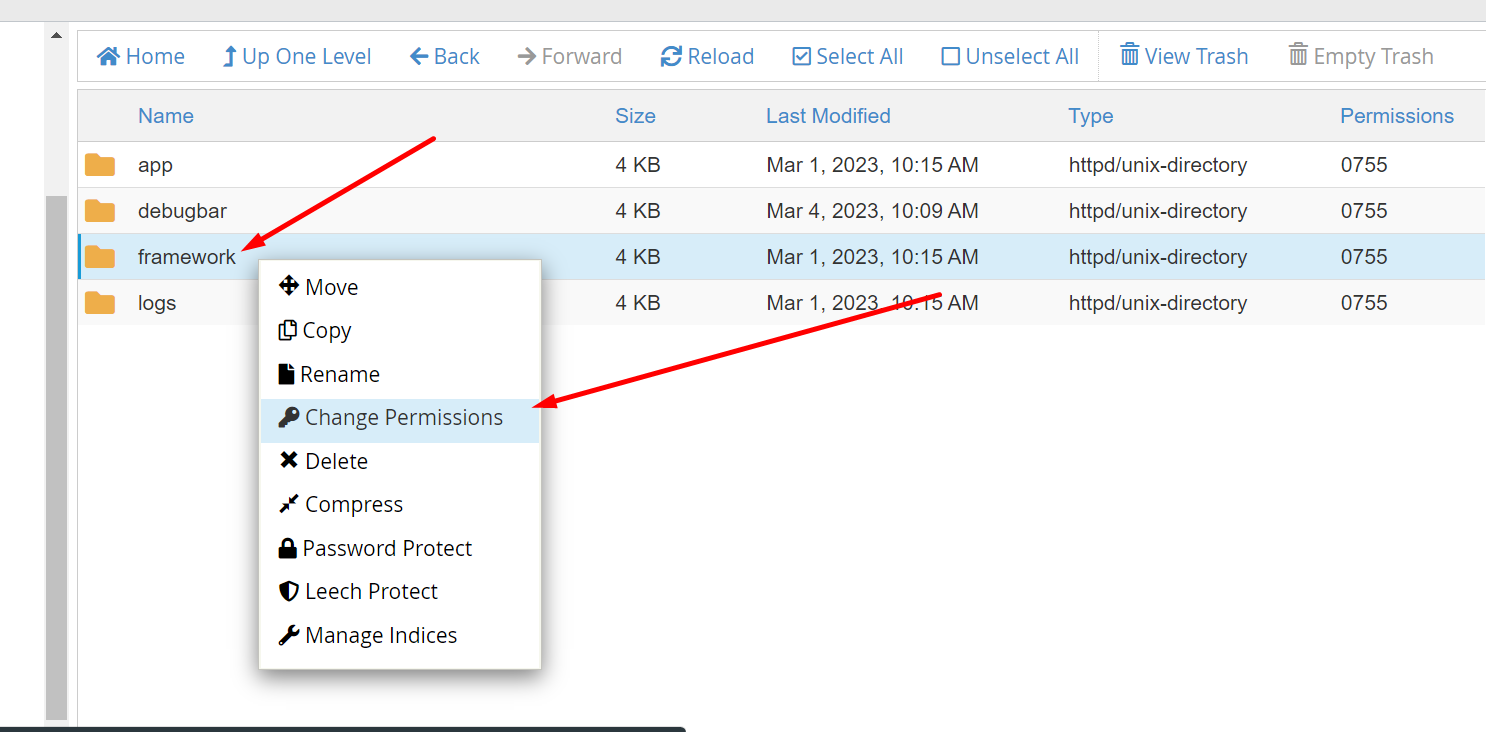 Home Up One Level Back Forward Reload Select All Unselect All View Trash Empty Trash
Name Size Last Modified Type Permissions
app 4 KB Mar 1, 2023, 10:15 AM httpd/unix-directory 0755
debugbar 4 KB Mar 4, 2023, 10:09 AM httpd/unix-directory 0755
framework 4 KB Mar 1, 2023, 10:15 AM httpd/unix-directory 0755
logs 4 KB Mar 1, 2023, 10:15 AM httpd/unix-directory 0755
Move
Copy
Rename
Change Permissions
Delete
Compress
Password Protect
Leech Protect
Manage Indices